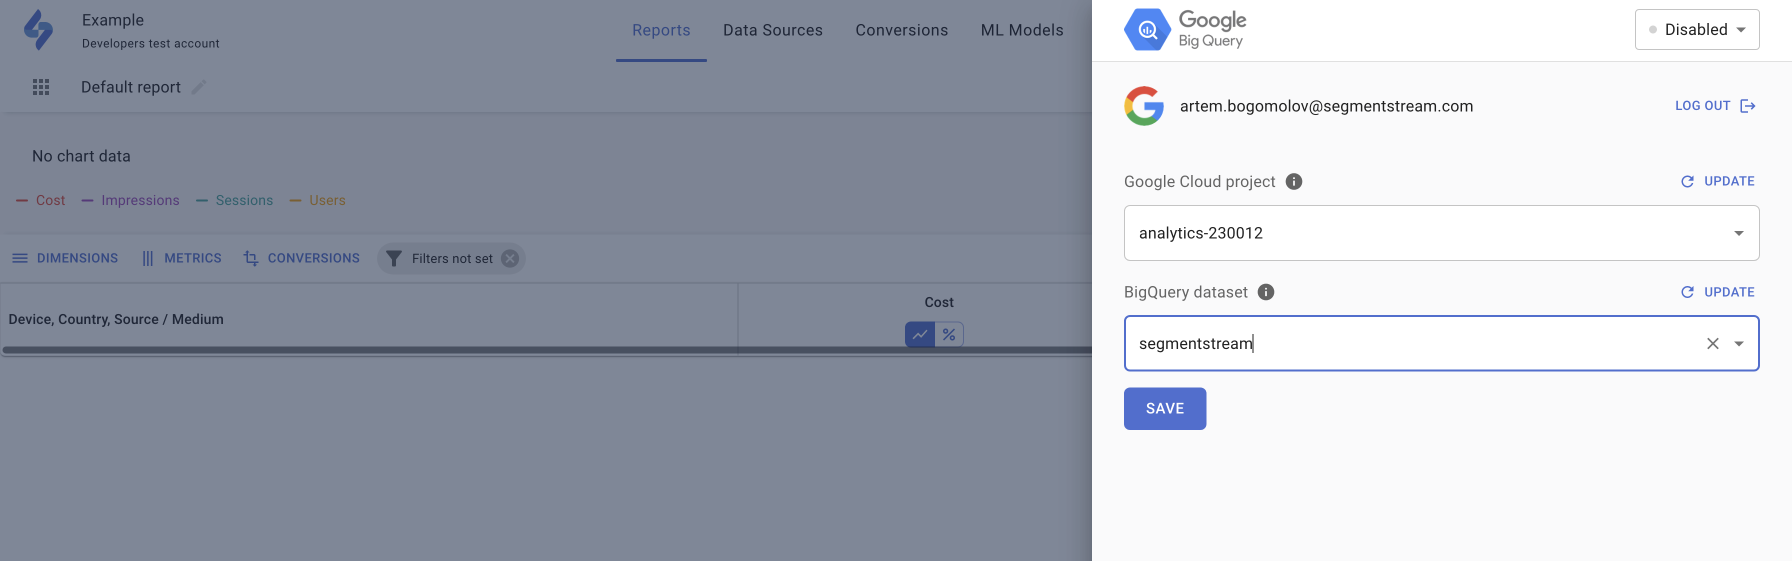 Example
Developers test account
Reports Data Sources Conversions ML Models
Default report
No chart data
Cost Impressions Sessions Users
DIMENSIONS METRICS CONVERSIONS Filters not set
Device, Country, Source / Medium
Cost
%
Google
Big Query
Disabled
artem.bogomolov@segmentstream.com
LOG OUT
Google Cloud project
UPDATE
analytics-230012
BigQuery dataset
UPDATE
segmentstream
SAVE